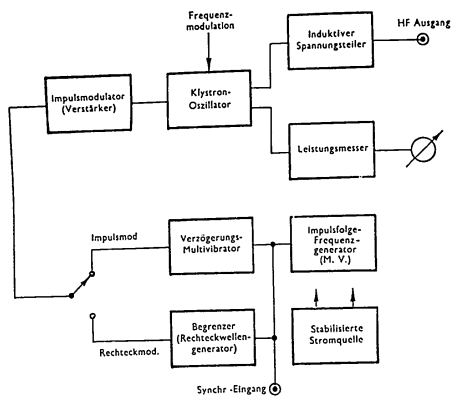 Frequenz-
modulation
Induktiver
Spannungsteiler
HF Ausgang
Impulsmodulator
(Verstärker)
Klystron-
Oszillator
Leistungsmesser
Impulsmod
Verzögerungs-
Multivibrator
Impulsfolge-
Frequenz-
generator
(M. V.)
Rechteckmod.
Begrenzer
(Rechteckwellen-
generator)
Stabilisierte
Stromquelle
Synchr -Eingang